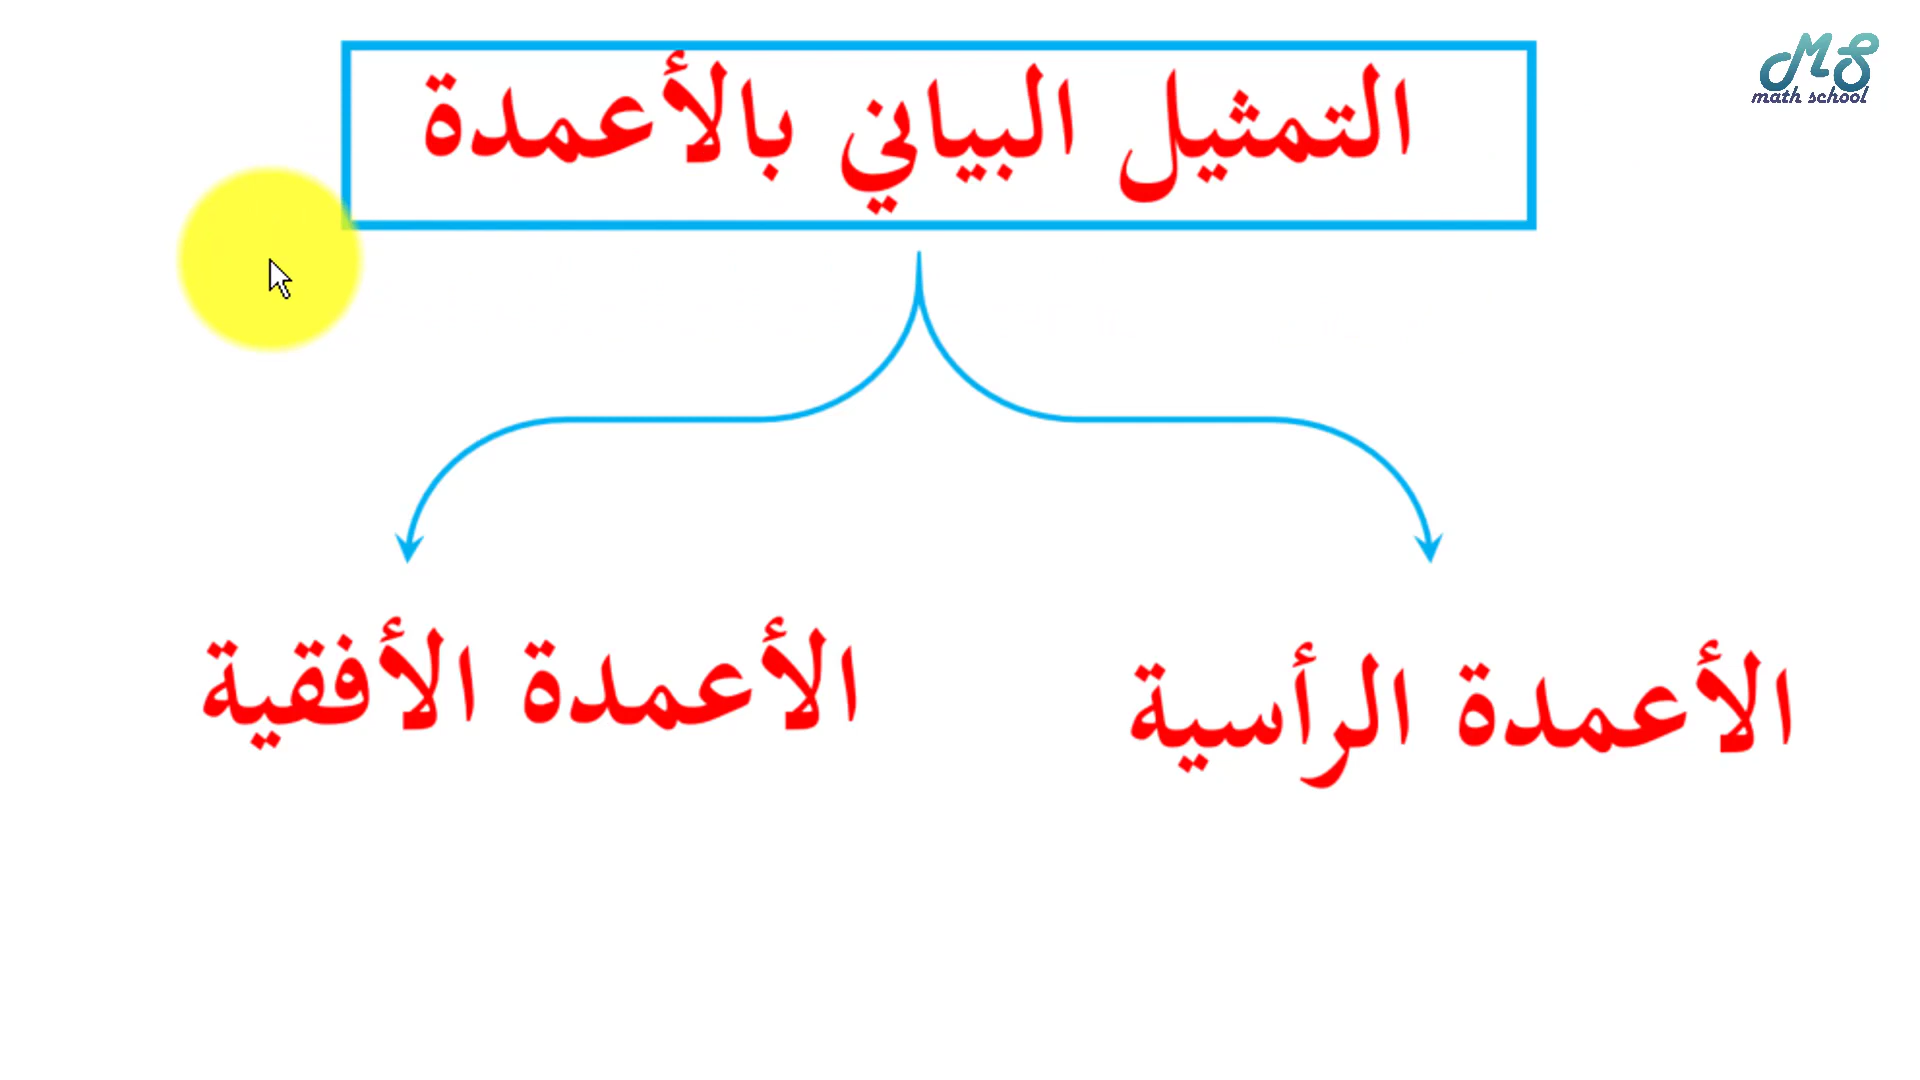 التمثيل البياني بالأعمدة
الأعمدة الرأسية
الأعمدة الأفقية
MS
math school